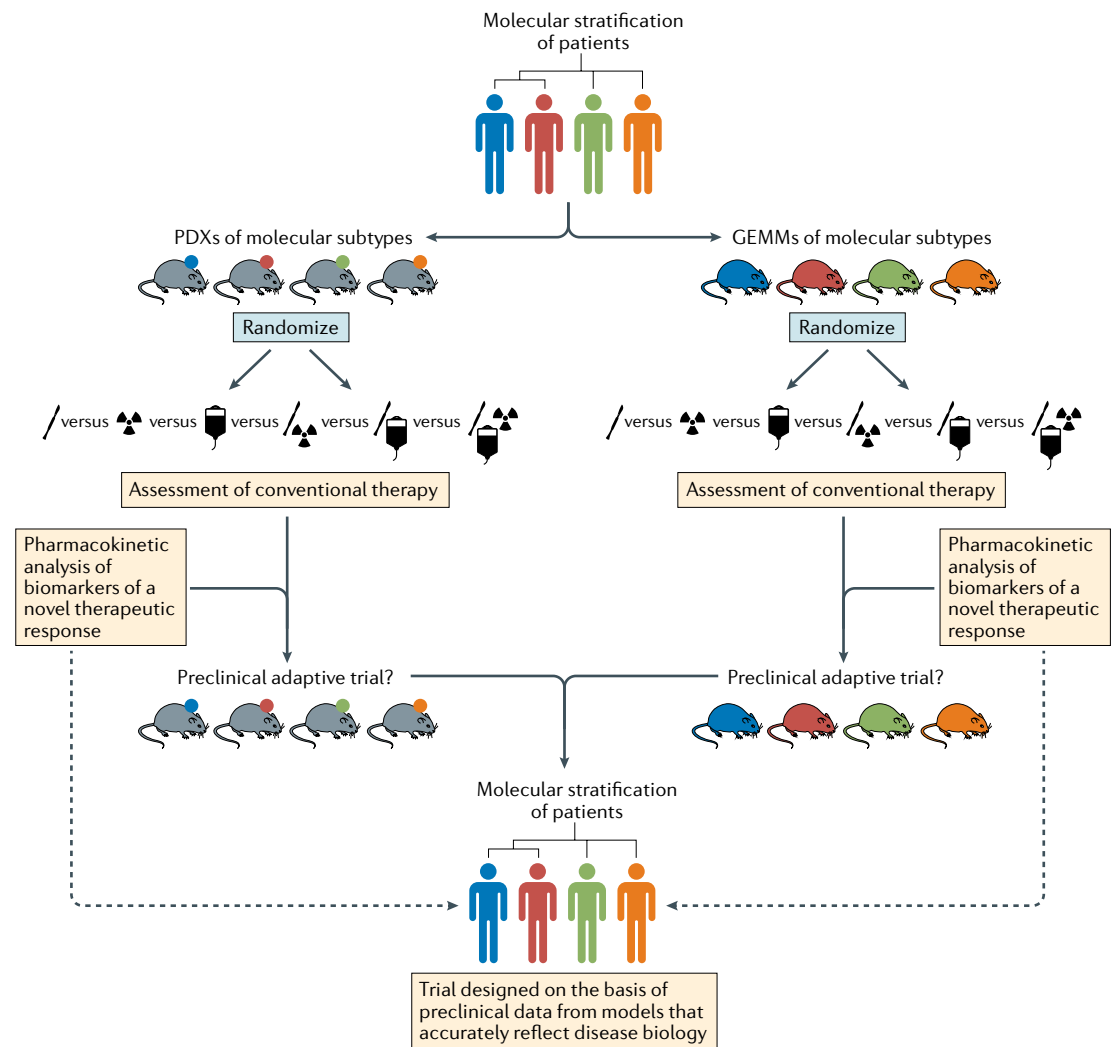 Molecular stratification
of patients
PDXs of molecular subtypes
GEMMs of molecular subtypes
Randomize
Randomize
versus versus versus versus versus
versus versus versus versus versus
Assessment of conventional therapy
Assessment of conventional therapy
Pharmacokinetic
analysis of
biomarkers of a
novel therapeutic
response
Pharmacokinetic
analysis of
biomarkers of a
novel therapeutic
response
Preclinical adaptive trial?
Preclinical adaptive trial?
Molecular stratification
of patients
Trial designed on the basis of
preclinical data from models that
accurately reflect disease biology